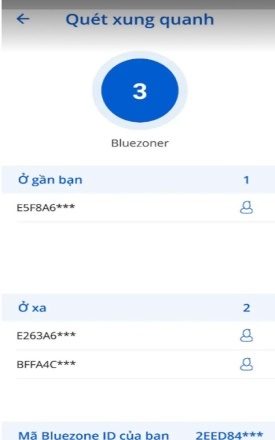 Quét xung quanh
3
Bluezoner
Ở gần bạn 1
E5F8A6***
Ở xa 2
E263A6***
BFFA4C***
Mã Bluezone ID của bạn 2EED84***